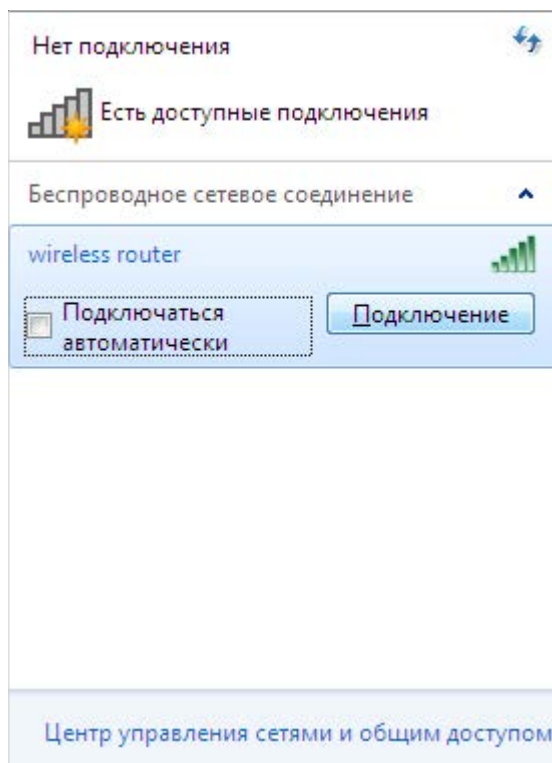 Нет подключения
Есть доступные подключения
Беспроводное сетевое соединение
wireless router
Подключаться
автоматически
Подключение
Центр управления сетями и общим доступом